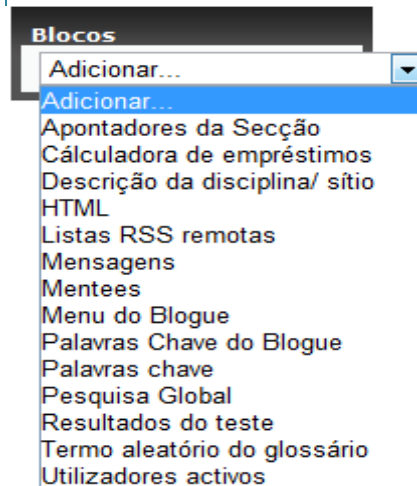 Blocos
Adicionar...
Adicionar...
Apontadores da Secção
Cálculadora de empréstimos
Descrição da disciplina/ sítio
HTML
Listas RSS remotas
Mensagens
Mentees
Menu do Blogue
Palavras Chave do Blogue
Palavras chave
Pesquisa Global
Resultados do teste
Termo aleatório do glossário
Utilizadores activos